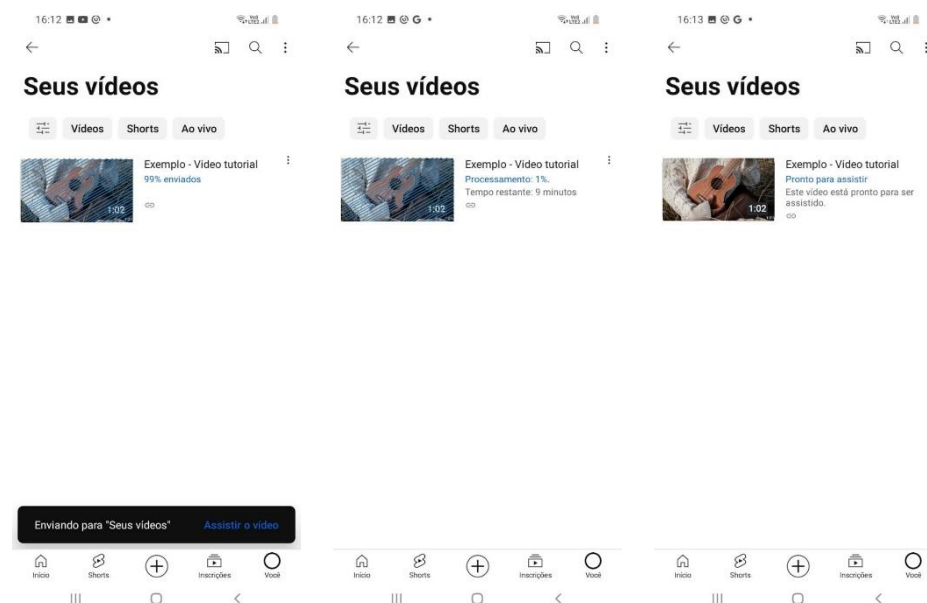 16:12
Seus vídeos
Vídeos Shorts Ao vivo
Exemplo - Video tutorial
99% enviados
1:02
Enviando para "Seus vídeos" Assistir o vídeo
Início Shorts Inscrições Você
16:12 G
Seus vídeos
Vídeos Shorts Ao vivo
Exemplo - Video tutorial
Processamento: 1%.
Tempo restante: 9 minutos
1:02
Início Shorts Inscrições Você
16:13 G
Seus vídeos
Vídeos Shorts Ao vivo
Exemplo - Video tutorial
Pronto para assistir
Este vídeo está pronto para ser
assistido.
1:02
Início Shorts Inscrições Você